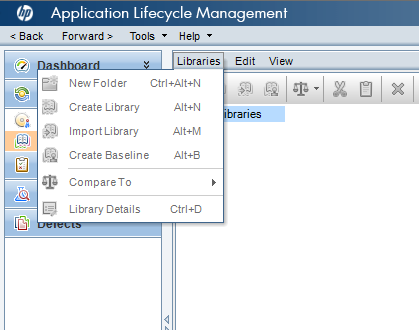 hp Application Lifecycle Management
< Back Forward > Tools Help
Dashboard
Libraries Edit View
New Folder Ctrl+Alt+N
Create Library Alt+N
Import Library Alt+M
Create Baseline Alt+B
Compare To
Library Details Ctrl+D
ibraries
Defects